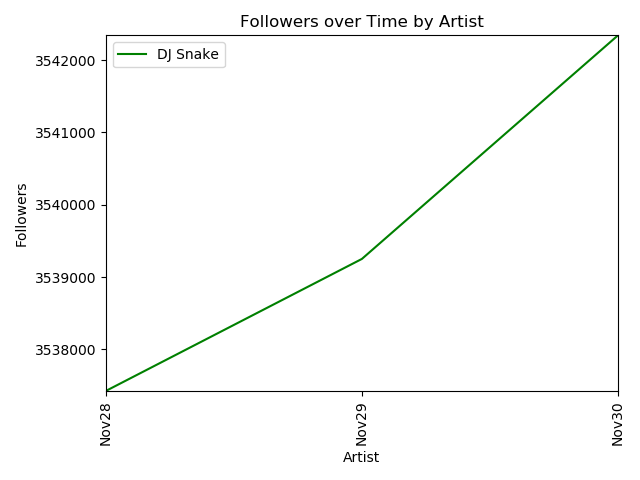 Followers over Time by Artist
DJ Snake
3542000
3541000
3540000
3539000
3538000
Followers
Nov28
Nov29
Nov30
Artist